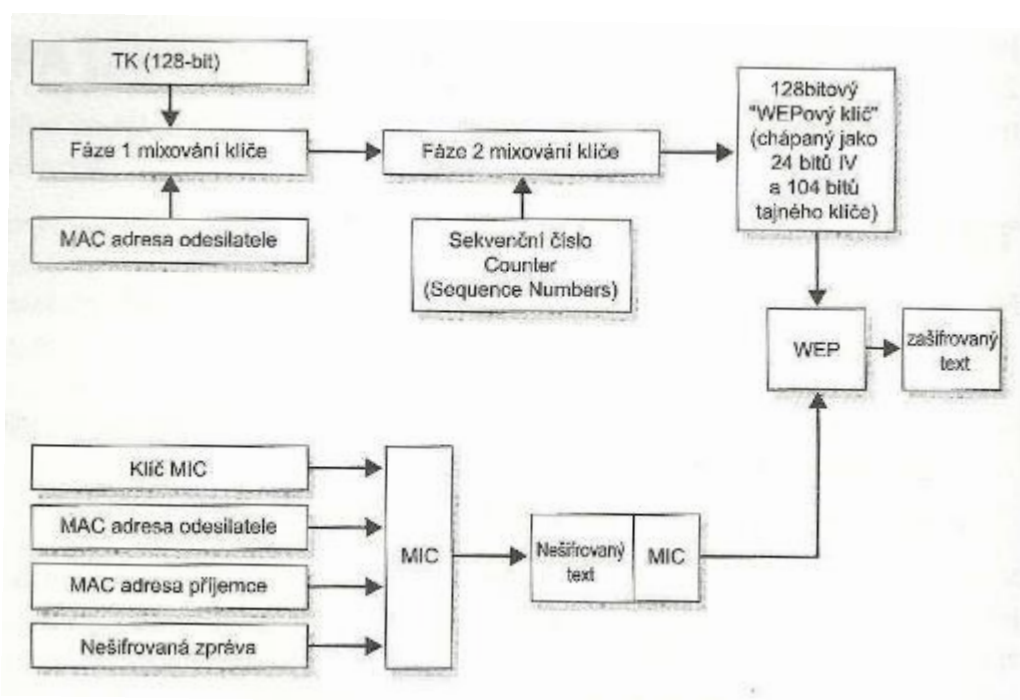 TK (128-bit)
Fáze 1 mixování klíče
MAC adresa odesilatele
Fáze 2 mixování klíče
Sekvenční číslo
Counter
(Sequence Numbers)
128bitový
"WEPový klíč"
(chápaný jako
24 bitů IV
a 104 bitů
tajného klíče)
WEP
zašifrovaný
text
Klíč MIC
MAC adresa odesilatele
MAC adresa příjemce
Nešifrovaná zpráva
MIC
Nešifrovaný
text
MIC